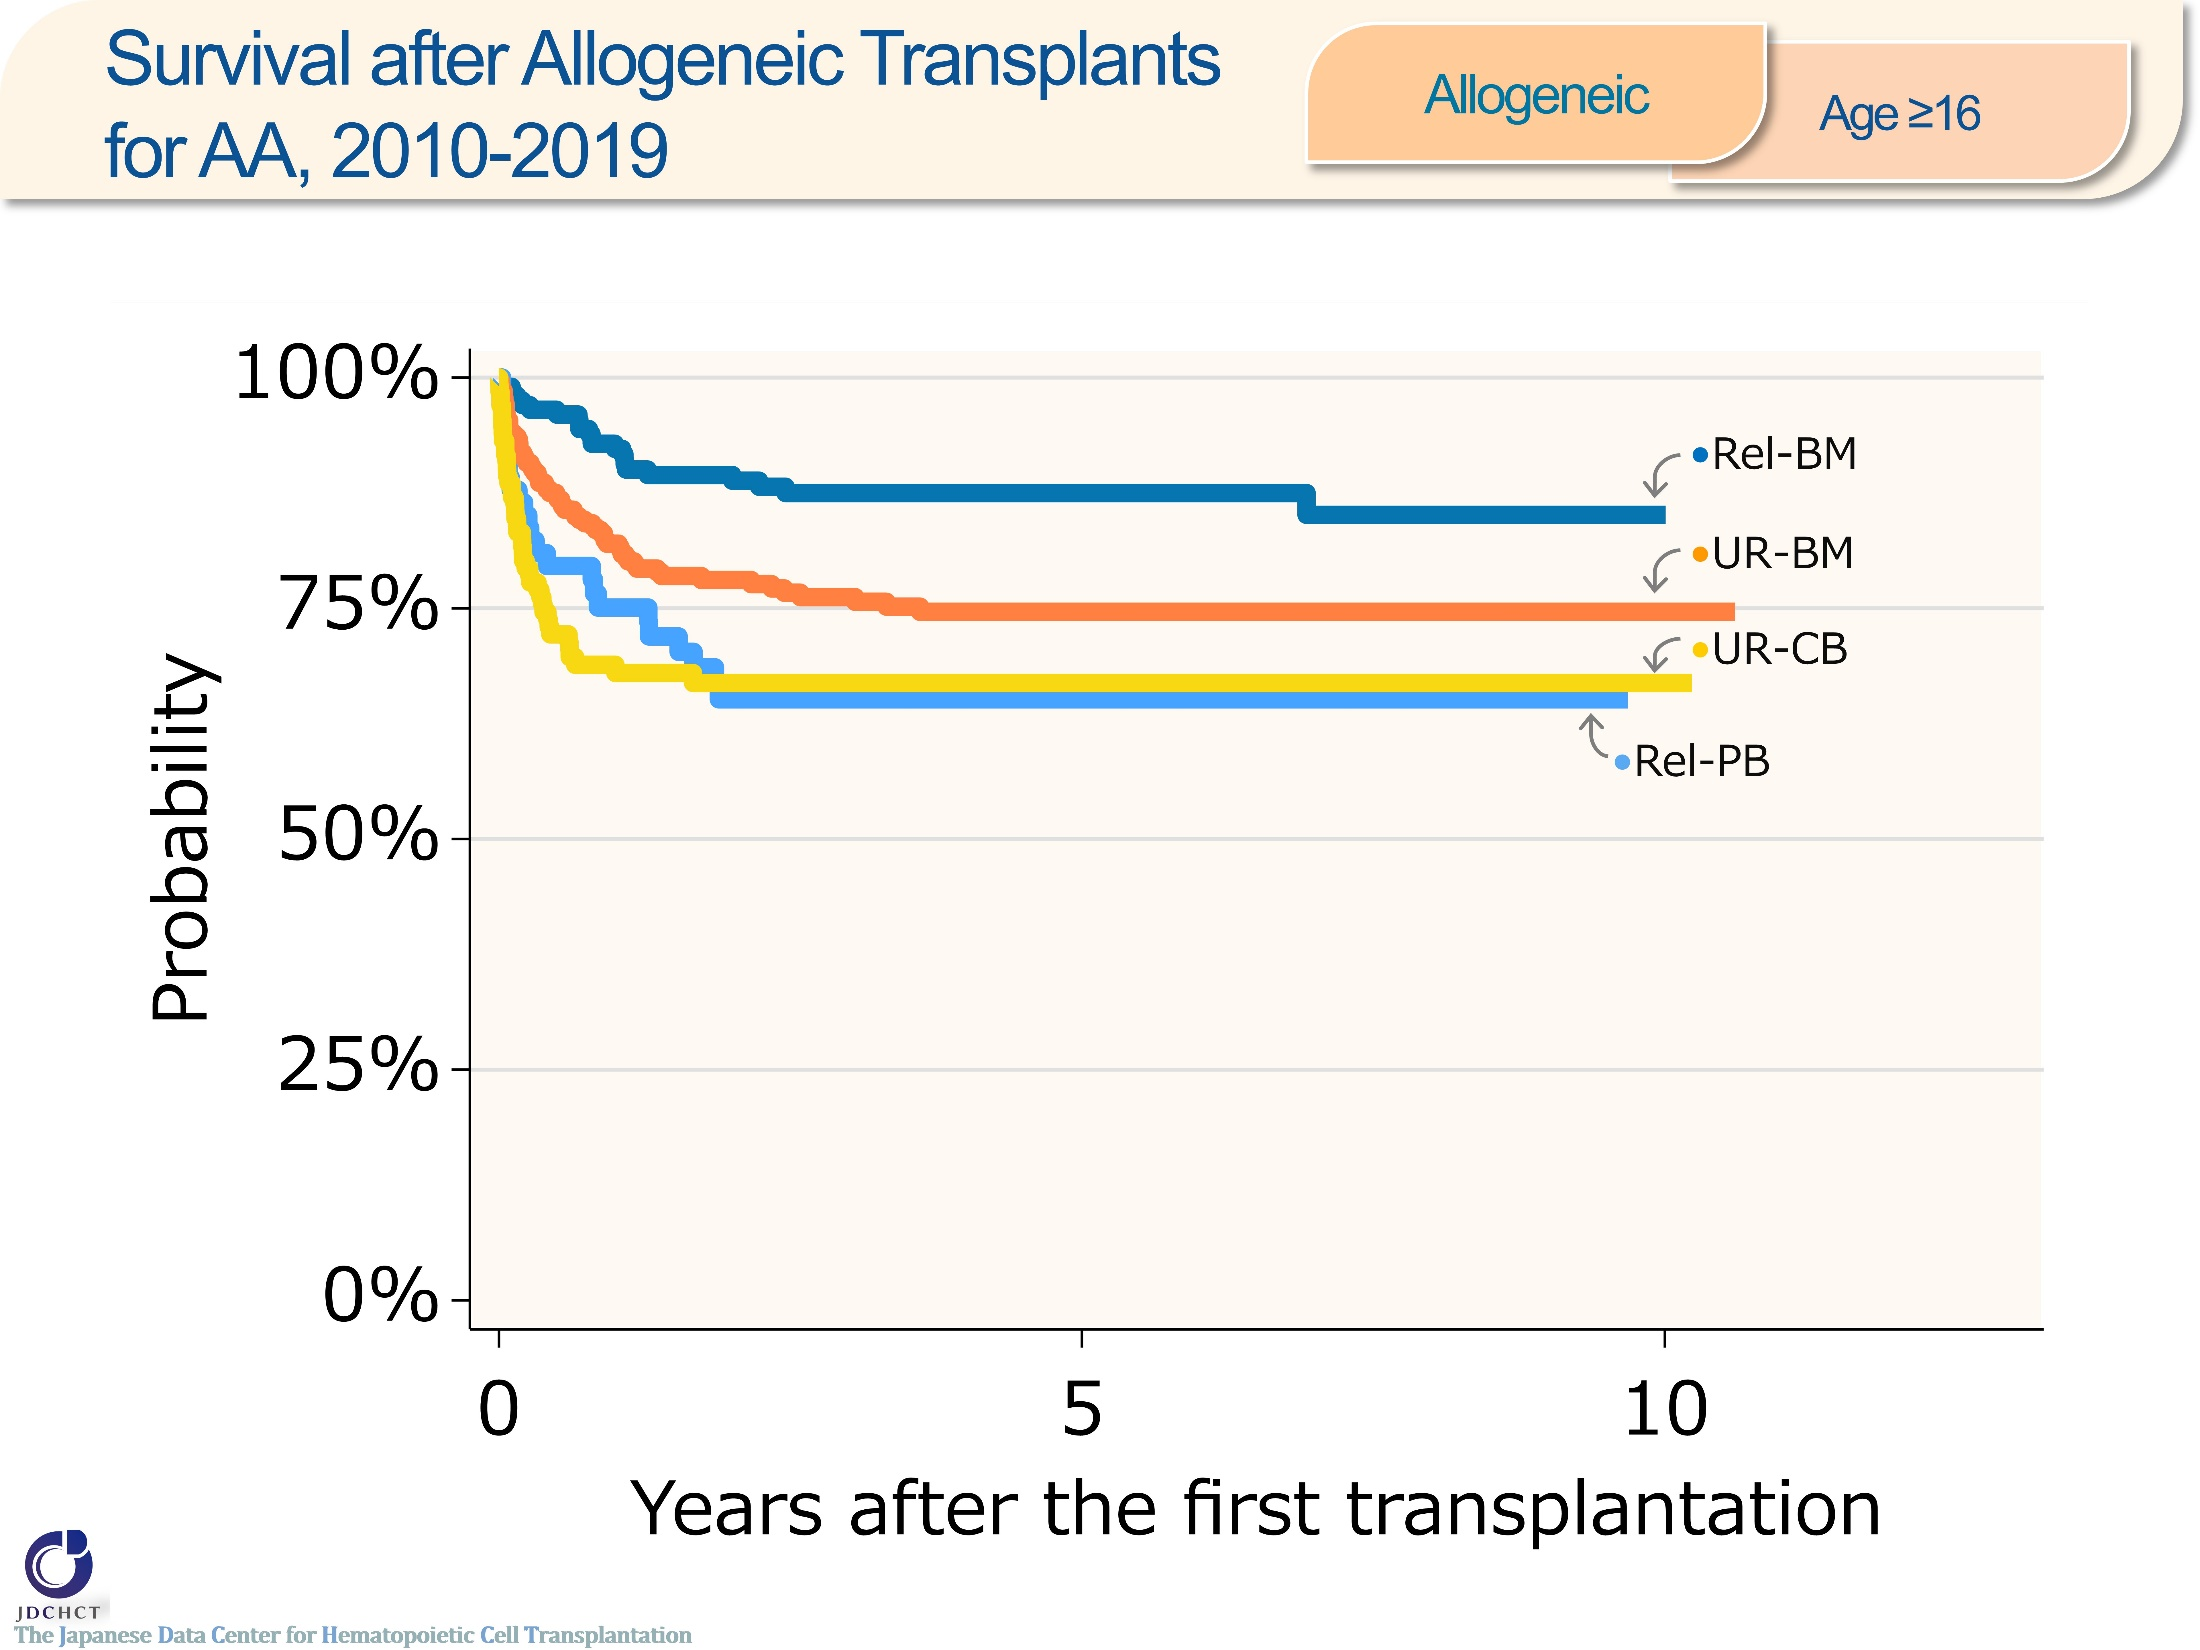 Survival after Allogeneic Transplants
for AA, 2010-2019
Allogeneic
Age ≥16
100%
75%
50%
25%
0%
Probability
Rel-BM
UR-BM
UR-CB
Rel-PB
0 5 10
Years after the first transplantation
JDCHCT
The Japanese Data Center for Hematopoietic Cell Transplantation